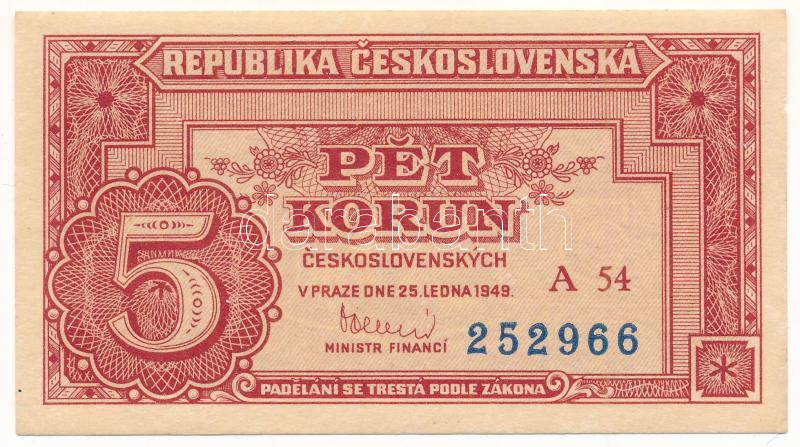 REPUBLIKA ČESKOSLOVENSKÁ
PĚT
KORUN
darabanth
ČESKOSLOVENSKÝCH
V PRAZE DNE 25. LEDNA 1949.
A 54
5
252966
MINISTR FINANCÍ
PADĚLÁNÍ SE TRESTÁ PODLE ZÁKONA